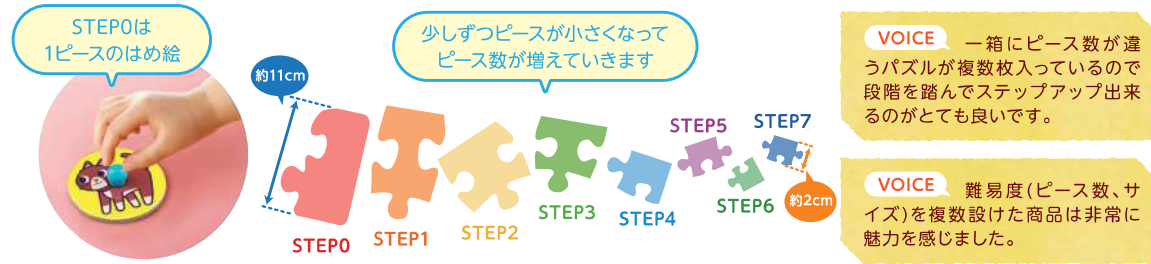 STEP0は
1ピースのはめ絵
約11cm
少しずつピースが小さくなって
ピース数が増えていきます
STEP0
STEP1
STEP2
STEP3
STEP4
STEP5
STEP6
STEP7
約2cm
VOICE 一箱にピース数が違
うパズルが複数枚入っているので
段階を踏んでステップアップ出来
るのがとても良いです。
VOICE 難易度(ピース数、サ
イズ)を複数設けた商品は非常に
魅力を感じました。